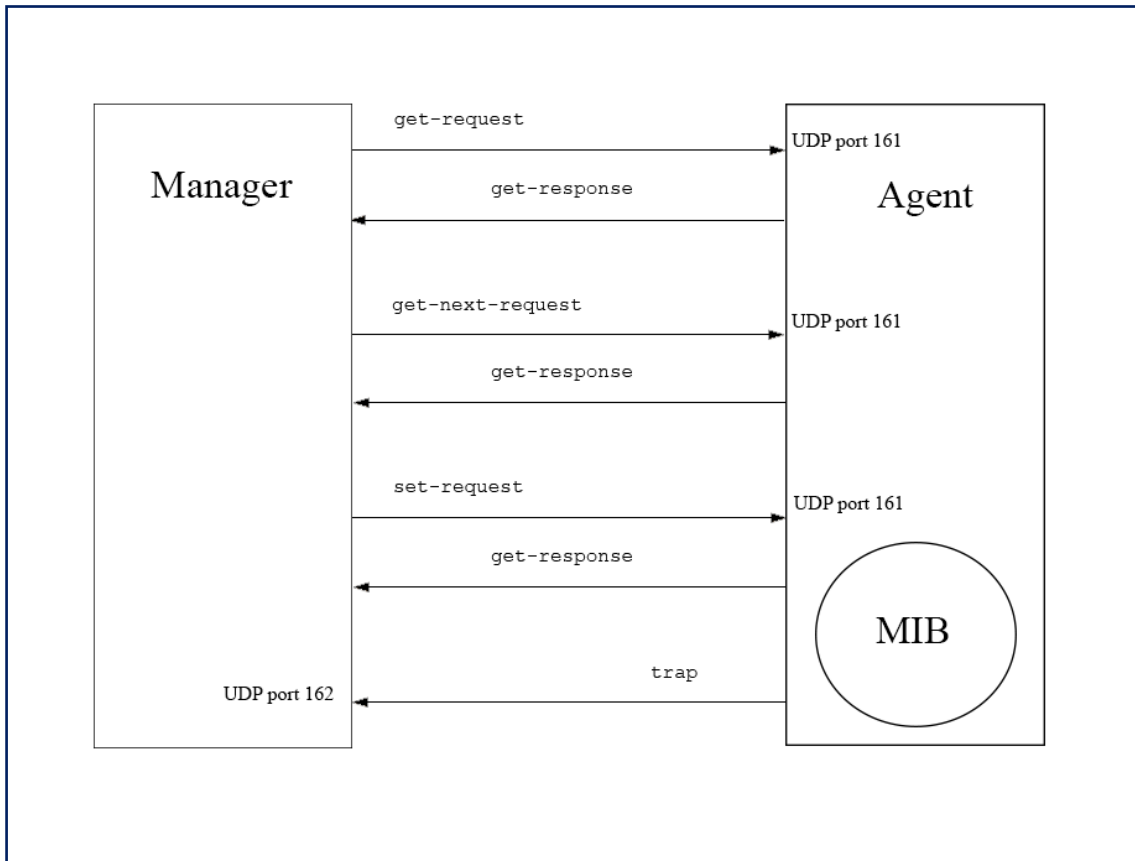 get-request
UDP port 161
Manager
get-response
Agent
get-next-request
UDP port 161
get-response
set-request
UDP port 161
get-response
MIB
trap
UDP port 162